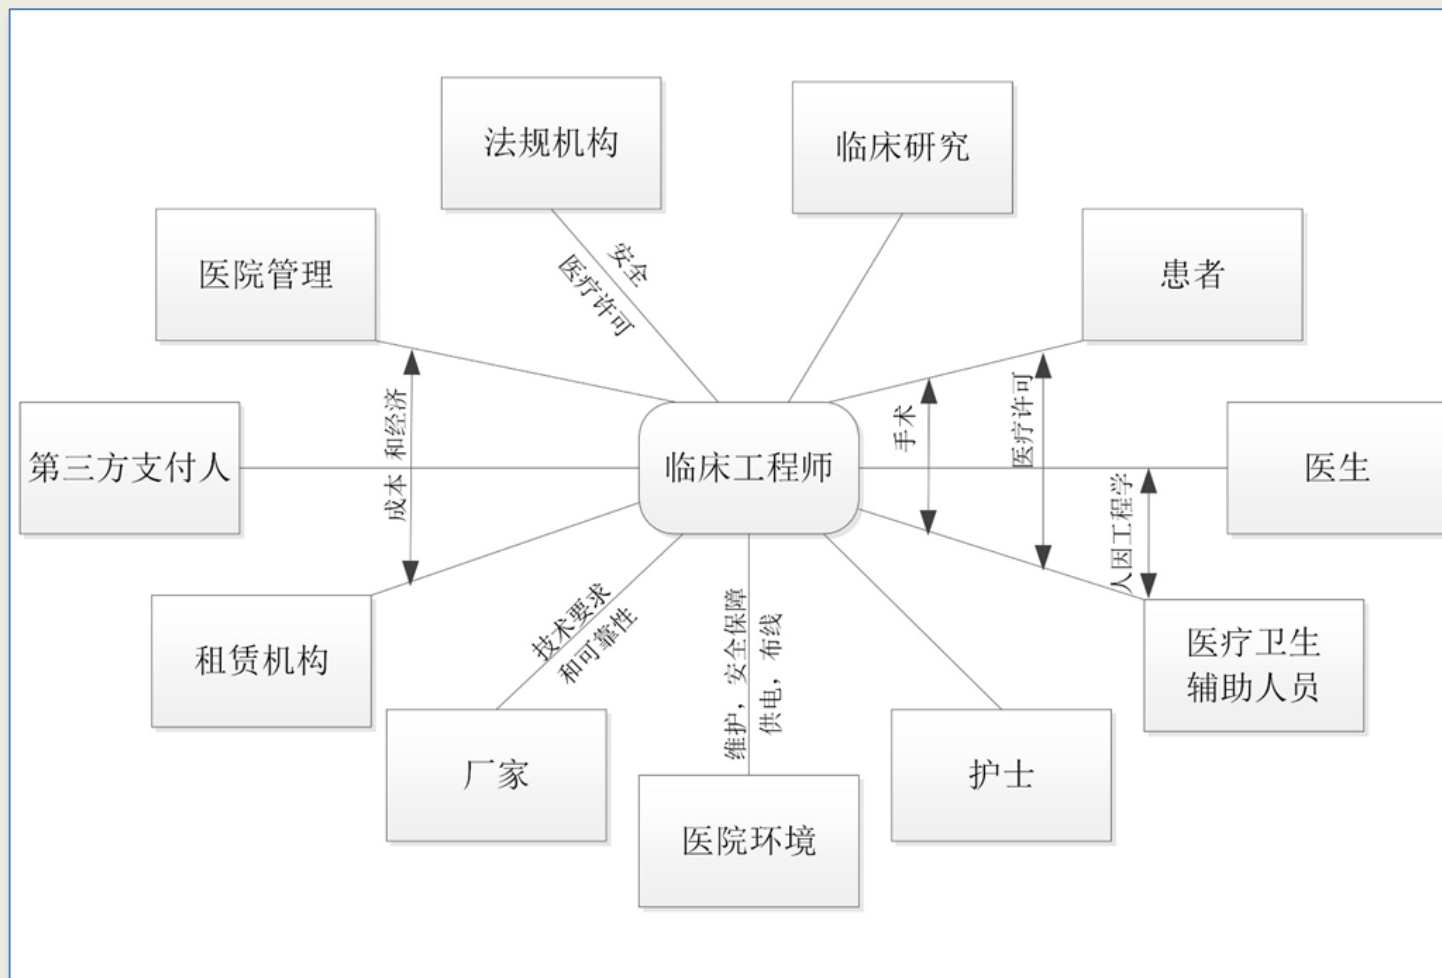 法规机构
临床研究
医院管理
患者
安全
医疗许可
成本 和经济
手术
医疗许可
第三方支付人
临床工程师
医生
人因工程学
租赁机构
技术要求
和可靠性
维护，安全保障
供电，布线
医疗卫生
辅助人员
厂家
护士
医院环境